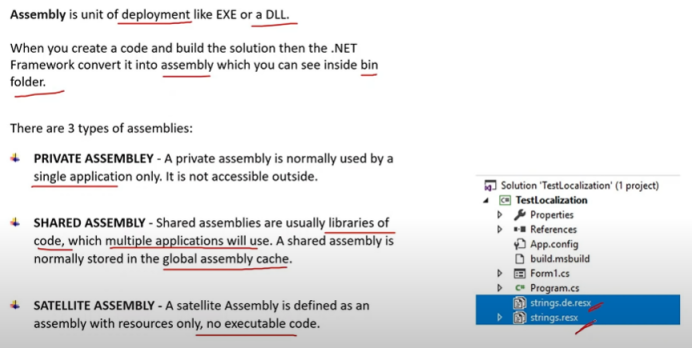 Assembly is unit of deployment like EXE or a DLL.
When you create a code and build the solution then the .NET
Framework convert it into assembly which you can see inside bin
folder.
There are 3 types of assemblies:
PRIVATE ASSEMBLEY - A private assembly is normally used by a
single application only. It is not accessible outside.
SHARED ASSEMBLY - Shared assemblies are usually libraries of
code, which multiple applications will use. A shared assembly is
normally stored in the global assembly cache.
SATELLITE ASSEMBLY - A satellite Assembly is defined as an
assembly with resources only, no executable code.
Solution 'TestLocalization' (1 project)
C# TestLocalization
Properties
References
App.config
build.msbuild
Form1.cs
C# Program.cs
strings.de.resx
strings.resx